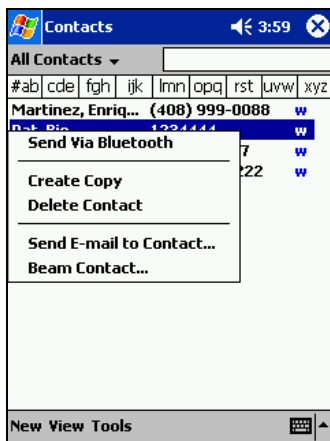 Contacts 3:59
All Contacts
#ab cde fgh ijk lmn opq rst uvw xyz
Martinez, Enriq... (408) 999-0088 w
w
Send Via Bluetooth 7 w
222 w
Create Copy
Delete Contact
Send E-mail to Contact...
Beam Contact...
New View Tools